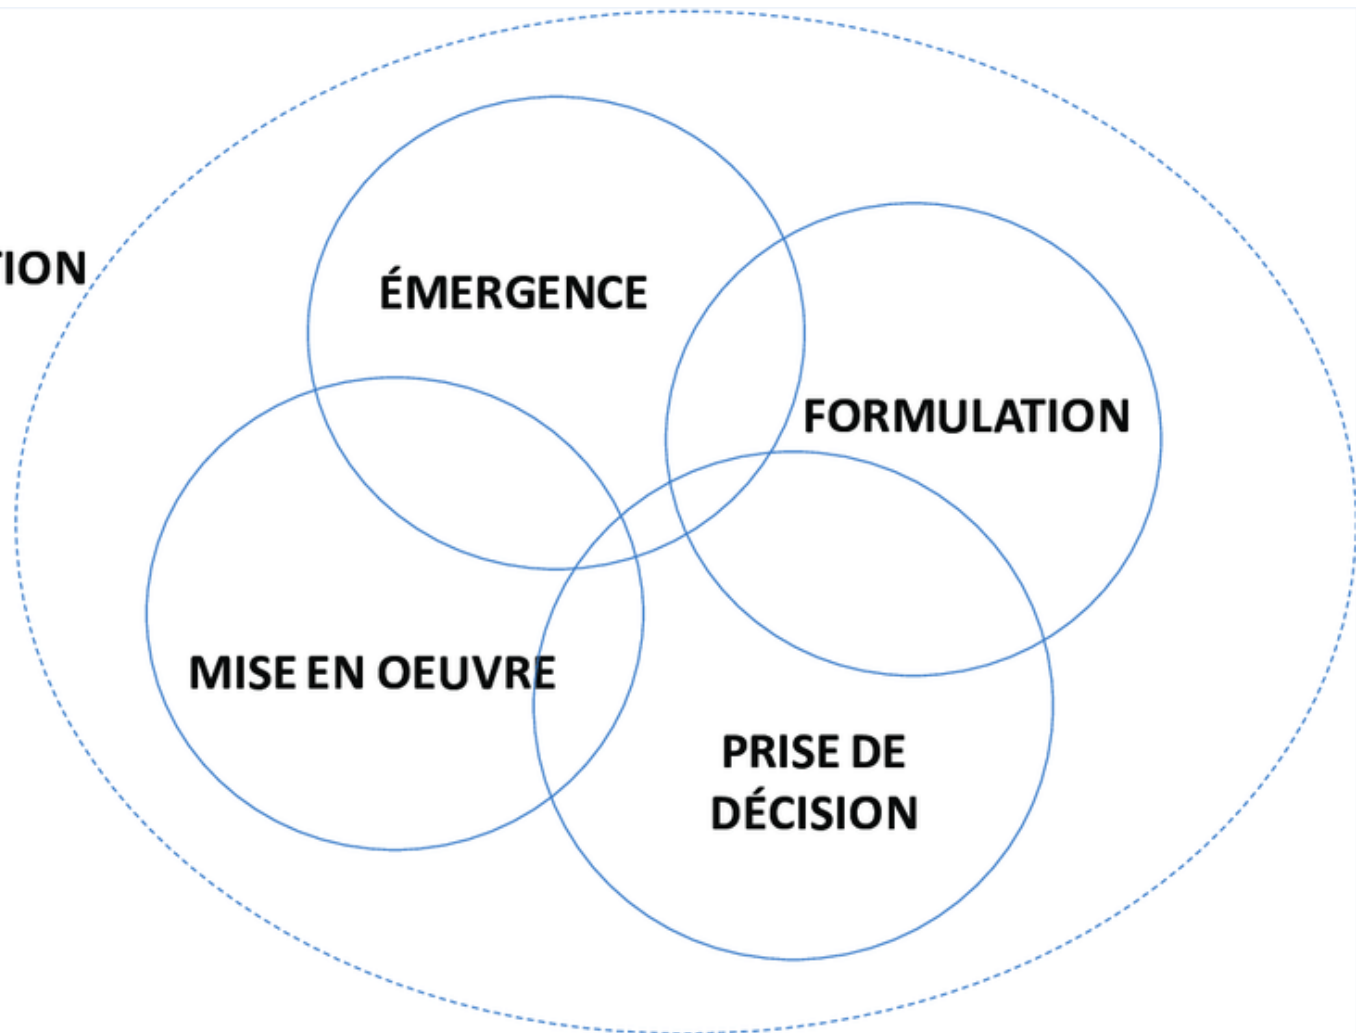 ÉMERGENCE
FORMULATION
MISE EN OEUVRE
PRISE DE
DÉCISION